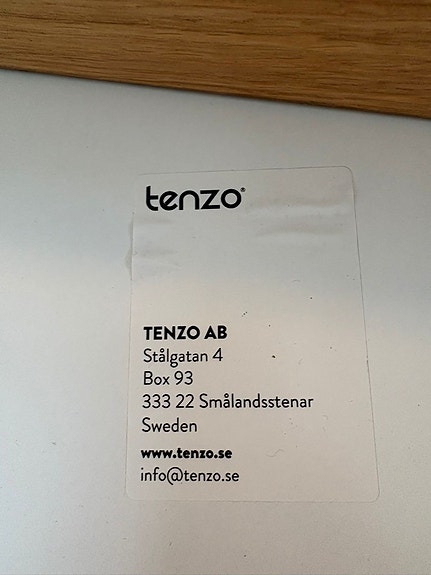 tenzo®
TENZO AB
Stålgatan 4
Box 93
333 22 Smålandsstenar
Sweden
www.tenzo.se
info@tenzo.se